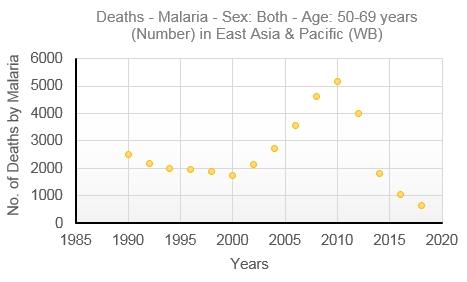 Deaths - Malaria - Sex: Both - Age: 50-69 years
(Number) in East Asia & Pacific (WB)
No. of Deaths by Malaria
6000
5000
4000
3000
2000
1000
0
1985 1990 1995 2000 2005 2010 2015 2020
Years